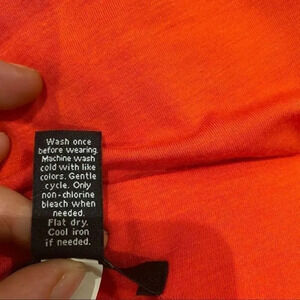 Wash once
before wearing.
Machine wash
cold with like
colors. Gentle
cycle. Only
non-chlorine
bleach when
needed.
Flat dry.
Cool iron
if needed.